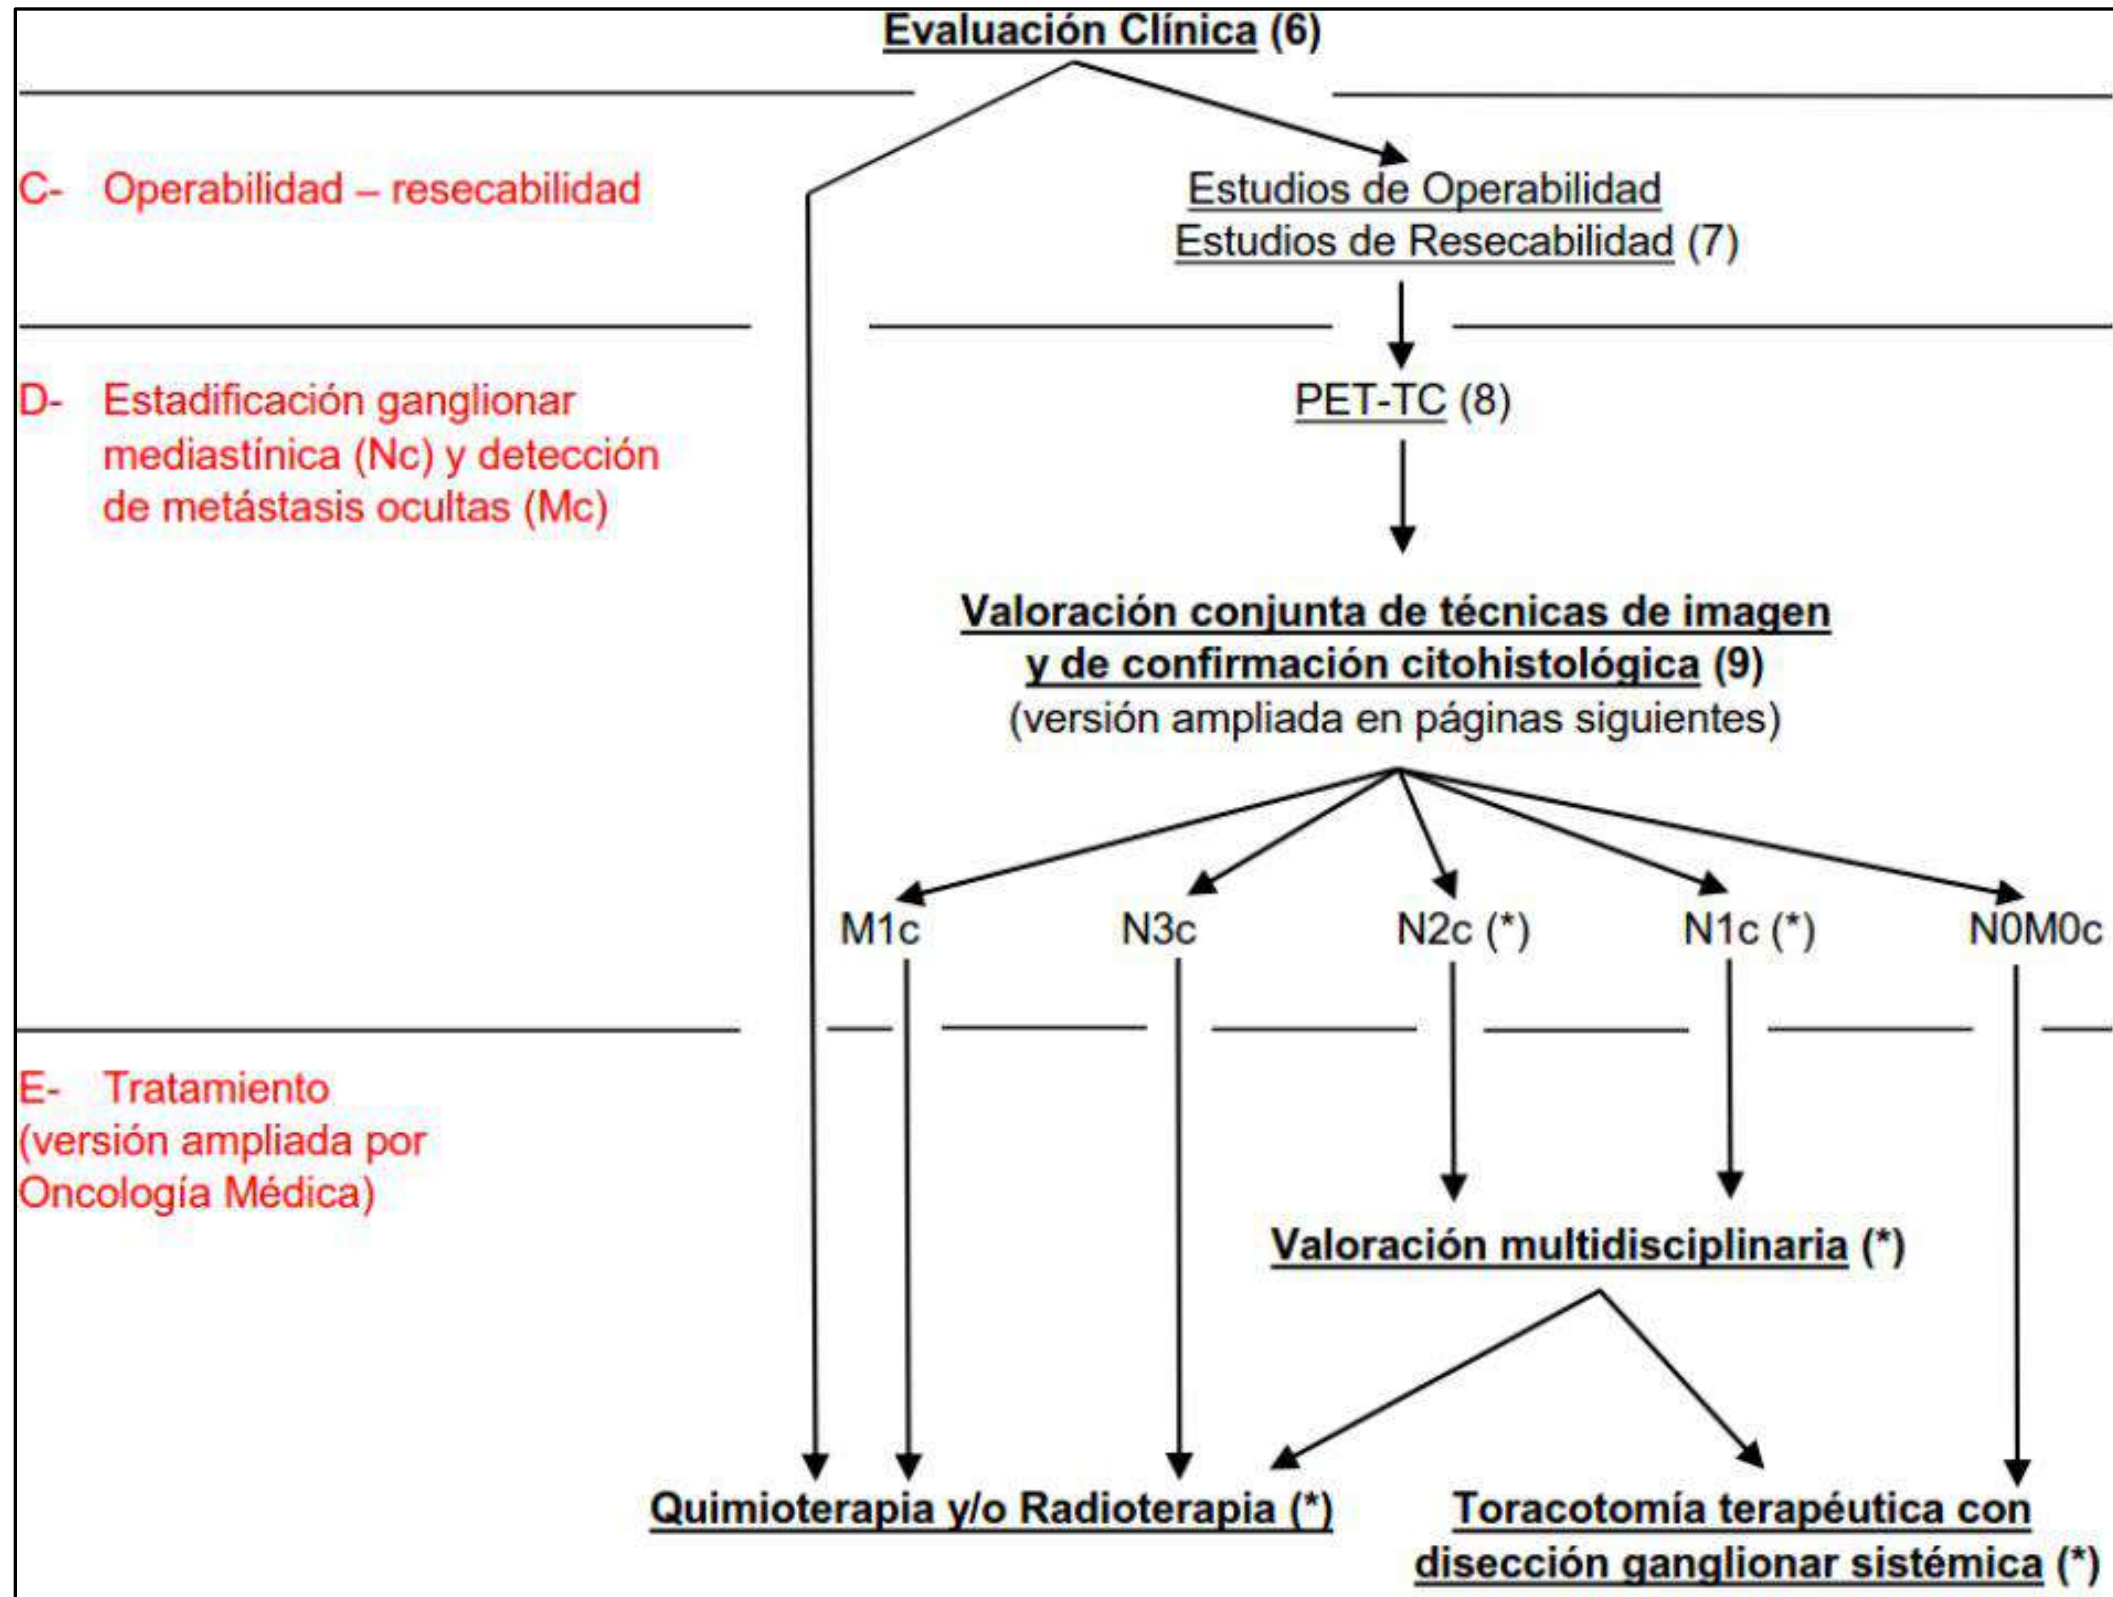 Evaluación Clínica (6)
C- Operabilidad – resecabilidad
Estudios de Operabilidad
Estudios de Resecabilidad (7)
D- Estadificación ganglionar
mediastínica (Nc) y detección
de metástasis ocultas (Mc)
PET-TC (8)
Valoración conjunta de técnicas de imagen
y de confirmación citohistológica (9)
(versión ampliada en páginas siguientes)
M1c N3c N2c (*) N1c (*) N0M0c
E- Tratamiento
(versión ampliada por
Oncología Médica)
Valoración multidisciplinaria (*)
Quimioterapia y/o Radioterapia (*)
Toracotomía terapéutica con
disección ganglionar sistémica (*)